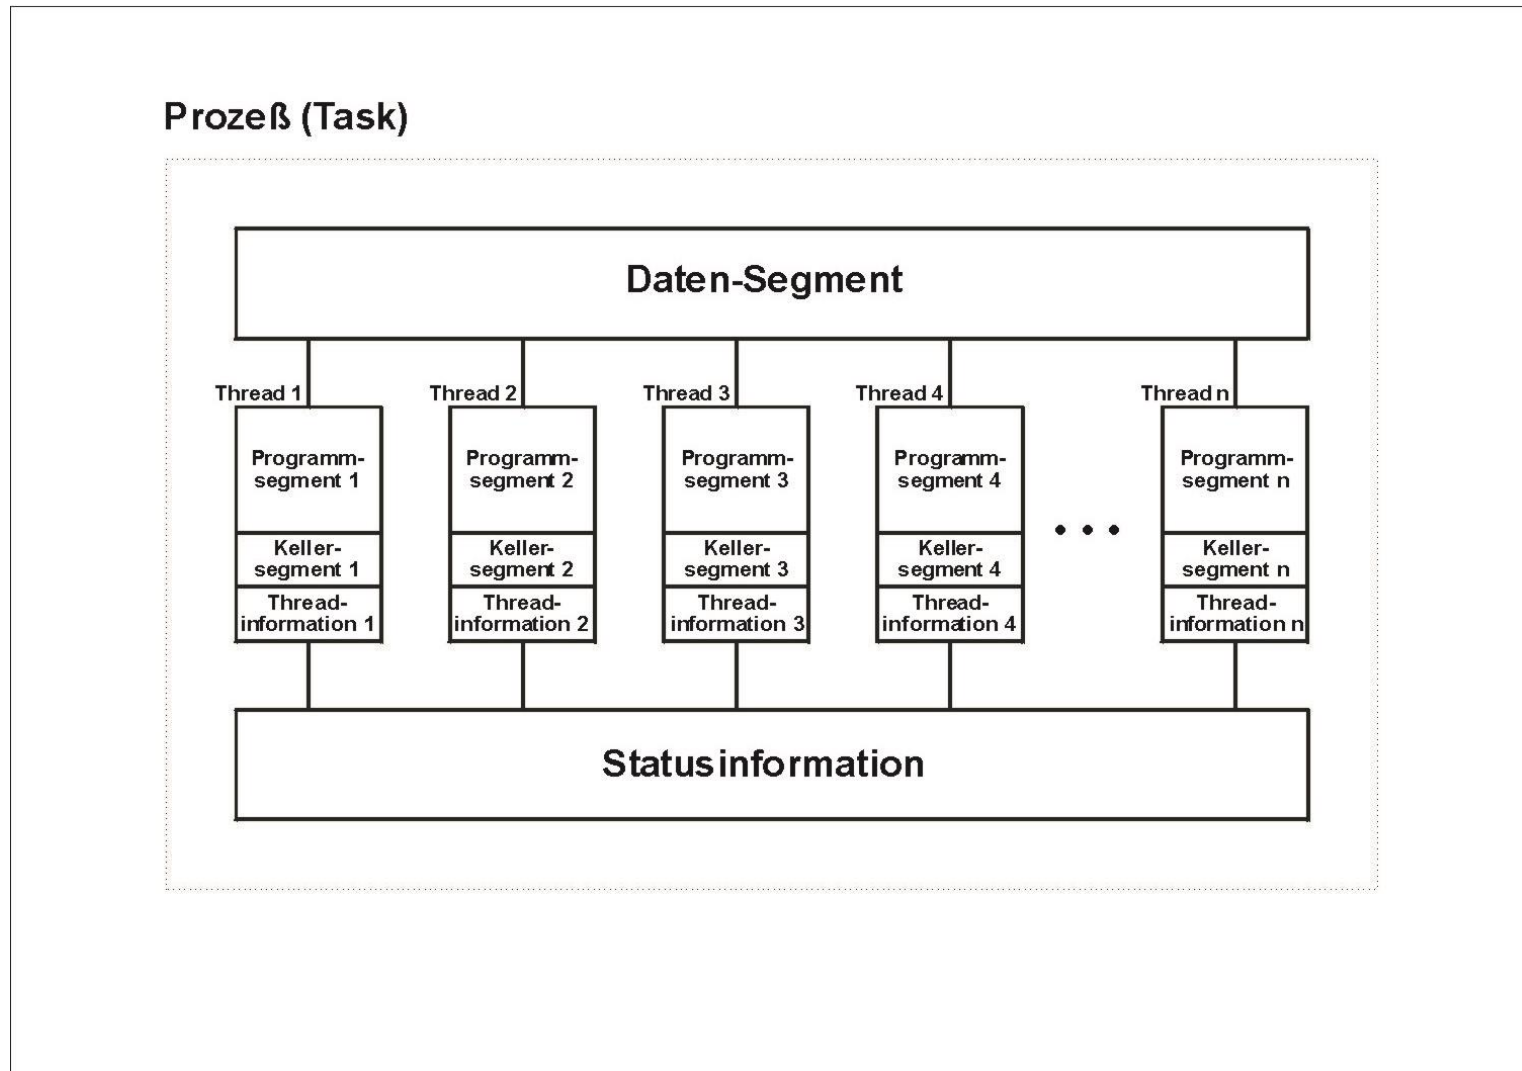 Prozeß (Task)
Daten-Segment
Thread 1
Thread 2
Thread 3
Thread 4
Thread n
Programm-
segment 1
Programm-
segment 2
Programm-
segment 3
Programm-
segment 4
Programm-
segment n
• • •
Keller-
segment 1
Keller-
segment 2
Keller-
segment 3
Keller-
segment 4
Keller-
segment n
Thread-
information 1
Thread-
information 2
Thread-
information 3
Thread-
information 4
Thread-
information n
Statusinformation